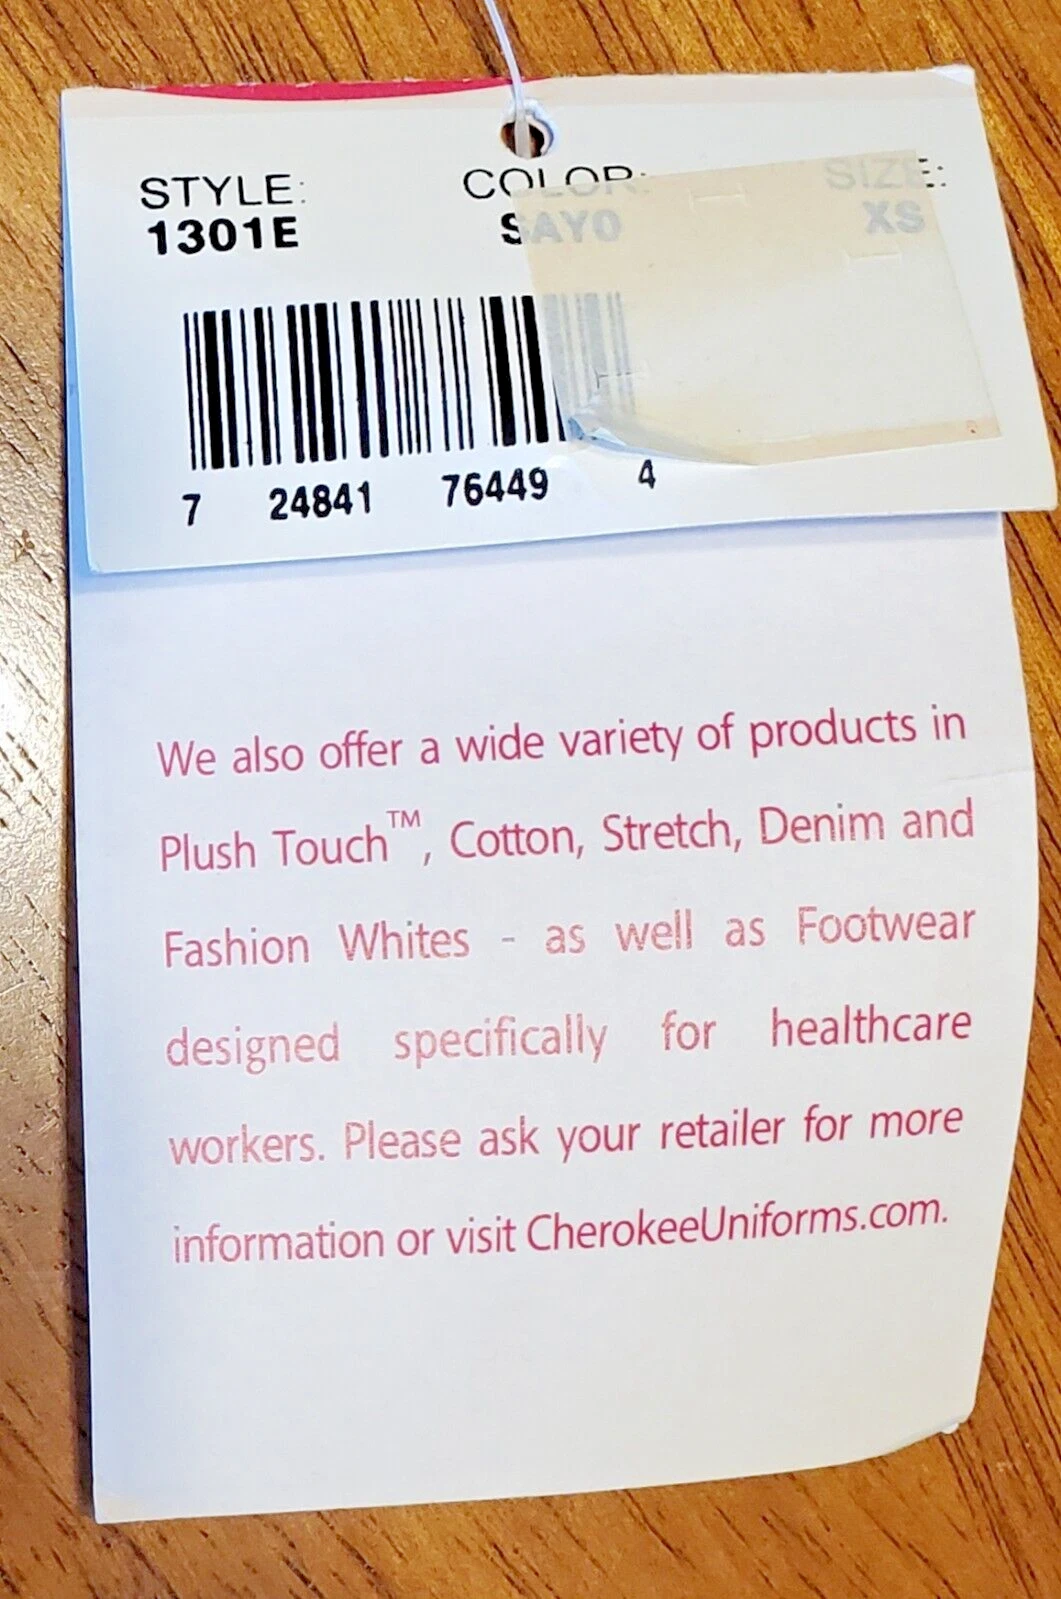 STYLE: COLOR: SIZE:
1301E SAYO XS
7 24841 76449 4
We also offer a wide variety of products in
Plush Touch™, Cotton, Stretch, Denim and
Fashion Whites - as well as Footwear
designed specifically for healthcare
workers. Please ask your retailer for more
information or visit CherokeeUniforms.com.